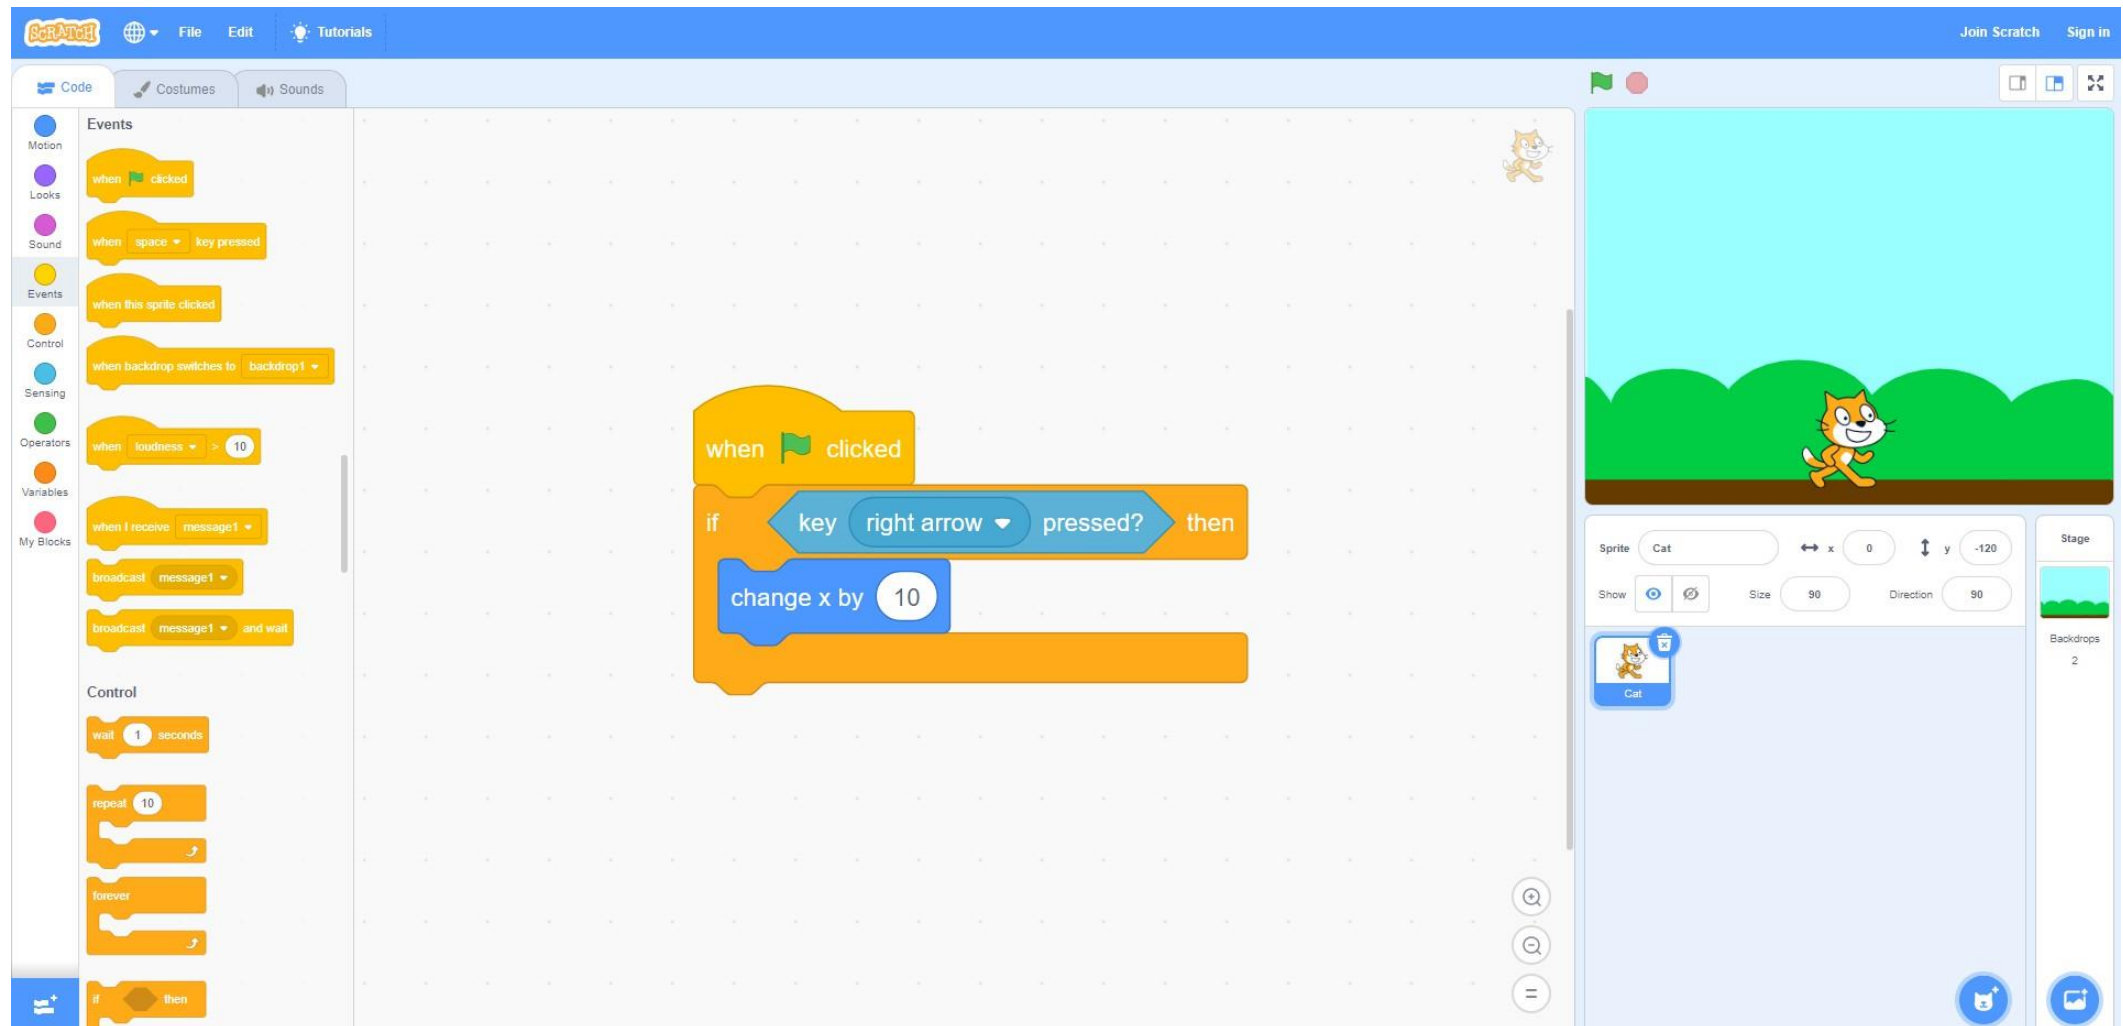 SCRATCH File Edit Tutorials Join Scratch Sign in
Code Costumes Sounds
Motion
Looks
Sound
Events
Control
Sensing
Operators
Variables
My Blocks
Events
when clicked
when space key pressed
when this sprite clicked
when backdrop switches to backdrop1
when loudness > 10
when I receive message1
broadcast message1
broadcast message1 and wait
Control
wait 1 seconds
repeat 10
forever
if then
when clicked
if key right arrow pressed? then
change x by 10
Sprite Cat x 0 y -120
Show Size 90 Direction 90
Cat
Stage
Backdrops
2